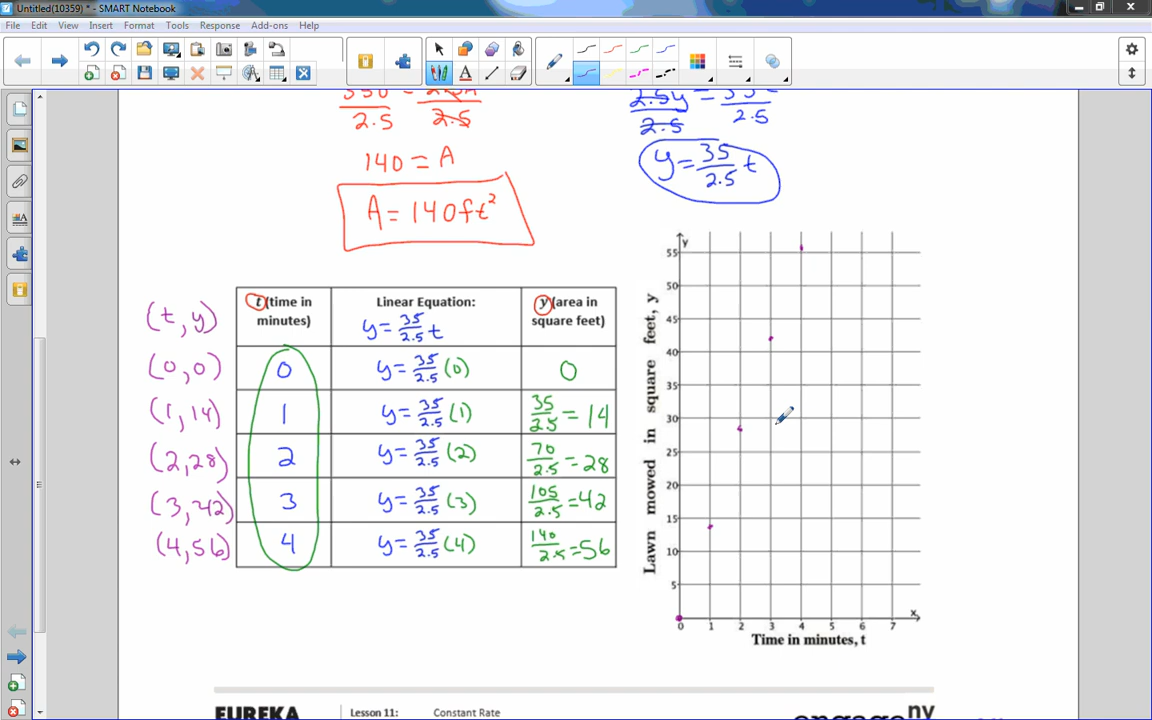 Untitled(10359) * - SMART Notebook
File Edit View Insert Format Tools Response Add-ons Help
350 =
2.5 2.5
140 = A
A = 140 ft²
2.5y = 35 t
2.5 2.5
y = 35/2.5 t
(t, y)
(0, 0)
(1, 14)
(2, 28)
(3, 42)
(4, 56)
t (time in minutes) Linear Equation: y = 35/2.5 t y (area in square feet)
0 y = 35/2.5 (0) 0
1 y = 35/2.5 (1) 35/2.5 = 14
2 y = 35/2.5 (2) 70/2.5 = 28
3 y = 35/2.5 (3) 105/2.5 = 42
4 y = 35/2.5 (4) 140/2.5 = 56
y
55
50
45
40
35
30
25
20
15
10
5
0 1 2 3 4 5 6 7
x
Lawn mowed in square feet, y
Time in minutes, t
EUREKA
Lesson 11: Constant Rate
engage ny